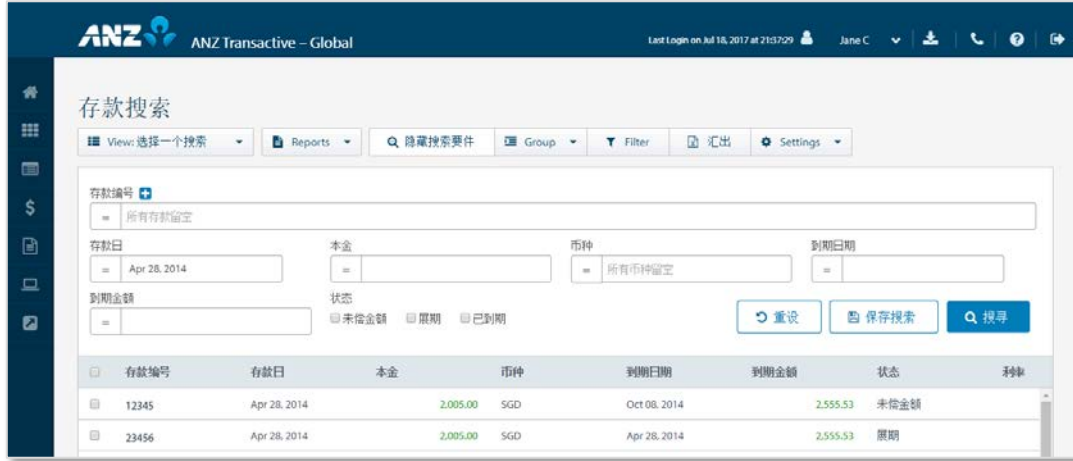 ANZ ANZ Transactive – Global Last Login on Jul 18, 2017 at 21:37:29 Jane C
存款搜索
View: 选择一个搜索 Reports 隐藏搜索要件 Group Filter 汇出 Settings
存款编号
= 所有存款留空
存款日 本金 币种 到期日期
= Apr 28, 2014 = = 所有币种留空 =
到期金额 状态
= 未偿金额 展期 已到期 重设 保存搜索 搜寻
存款编号 存款日 本金 币种 到期日期 到期金额 状态 利率
12345 Apr 28, 2014 2,005.00 SGD Oct 08, 2014 2,555.53 未偿金额
23456 Apr 28, 2014 2,005.00 SGD Apr 28, 2014 2,555.53 展期